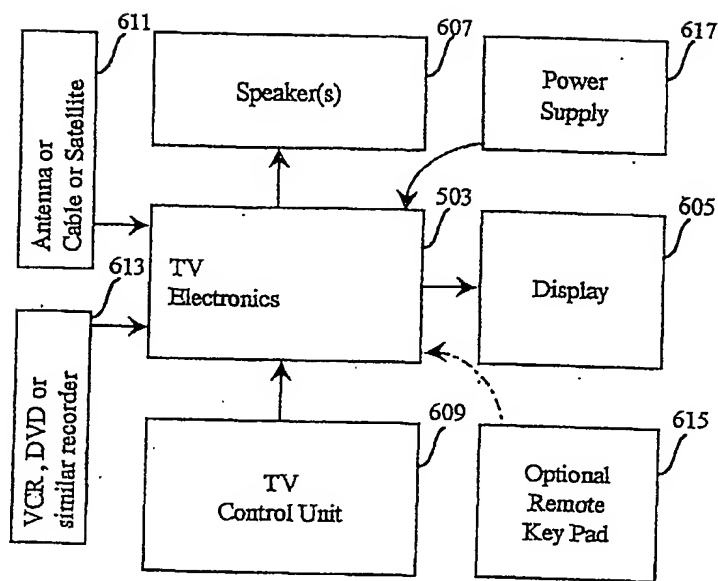 611
607
617
Antenna or
Cable or Satellite
Speaker(s)
Power
Supply
503
605
613
TV
Electronics
Display
VCR, DVD or
similar recorder
609
615
TV
Control Unit
Optional
Remote
Key Pad